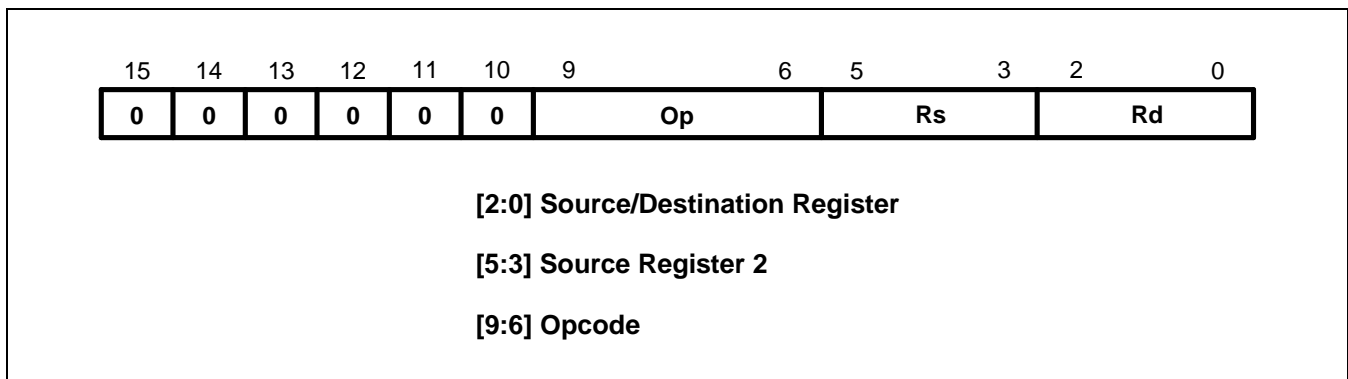 15 14 13 12 11 10 9 6 5 3 2 0
0 0 0 0 0 0 Op Rs Rd
[2:0] Source/Destination Register
[5:3] Source Register 2
[9:6] Opcode